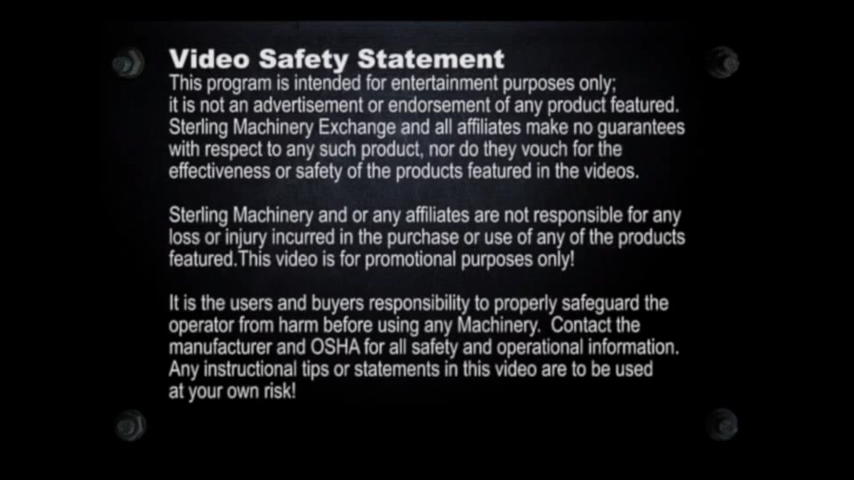 Video Safety Statement
This program is intended for entertainment purposes only;
it is not an advertisement or endorsement of any product featured.
Sterling Machinery Exchange and all affiliates make no guarantees
with respect to any such product, nor do they vouch for the
effectiveness or safety of the products featured in the videos.
Sterling Machinery and or any affiliates are not responsible for any
loss or injury incurred in the purchase or use of any of the products
featured.This video is for promotional purposes only!
It is the users and buyers responsibility to properly safeguard the
operator from harm before using any Machinery.  Contact the
manufacturer and OSHA for all safety and operational information.
Any instructional tips or statements in this video are to be used
at your own risk!